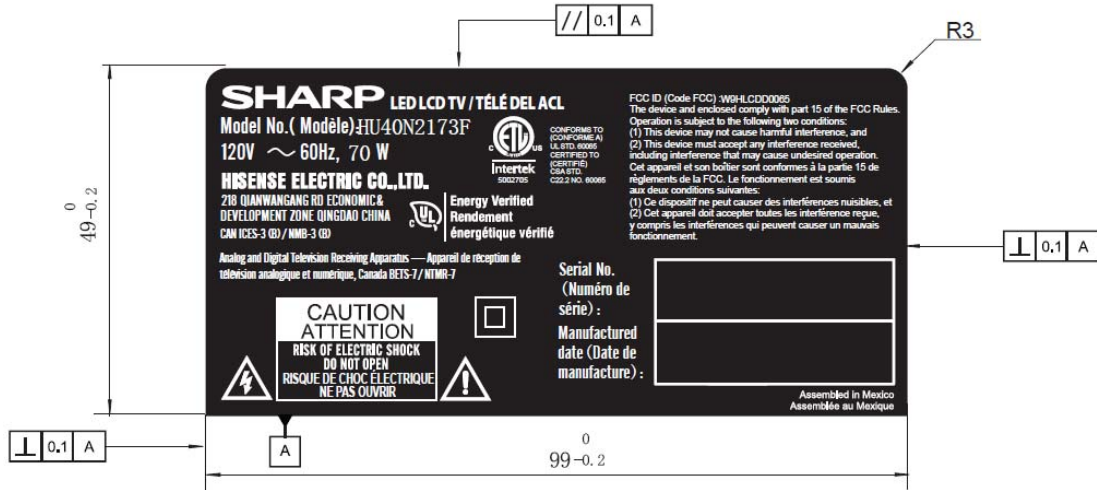 // 0.1 A
R3
SHARP LED LCD TV / TÉLÉ DEL ACL
Model No.( Modèle):HU40N2173F
120V ～ 60Hz, 70 W
HISENSE ELECTRIC CO.,LTD.
218 QIANWANGANG RD ECONOMIC &
DEVELOPMENT ZONE QINGDAO CHINA
CAN ICES-3 (B) / NMB-3 (B)
C ETL US
Intertek
5002705
CONFORMS TO
(CONFORME A)
UL STD. 60065
CERTIFIED TO
(CERTIFIÉ)
CSA STD.
C22.2 NO. 60065
C UL
Energy Verified
Rendement
énergétique vérifié
Analog and Digital Television Receiving Apparatus — Appareil de réception de
télévision analogique et numérique, Canada BETS-7 / NTMR-7
FCC ID (Code FCC) :W9HLCDD0065
The device and enclosed comply with part 15 of the FCC Rules.
Operation is subject to the following two conditions:
(1) This device may not cause harmful interference, and
(2) This device must accept any interference received,
including interference that may cause undesired operation.
Cet appareil et son boîtier sont conformes à la partie 15 de
règlements de la FCC. Le fonctionnement est soumis
aux deux conditions suivantes:
(1) Ce dispositif ne peut causer des interférences nuisibles, et
(2) Cet appareil doit accepter toutes les interférence reçue,
y compris les interférences qui peuvent causer un mauvais
fonctionnement.
CAUTION
ATTENTION
RISK OF ELECTRIC SHOCK
DO NOT OPEN
RISQUE DE CHOC ÉLECTRIQUE
NE PAS OUVRIR
Serial No.
(Numéro de
série) :
Manufactured
date (Date de
manufacture) :
Assembled in Mexico
Assemblée au Mexique
0
49-0.2
⊥ 0.1 A
⊥ 0.1 A
A
0
99-0.2